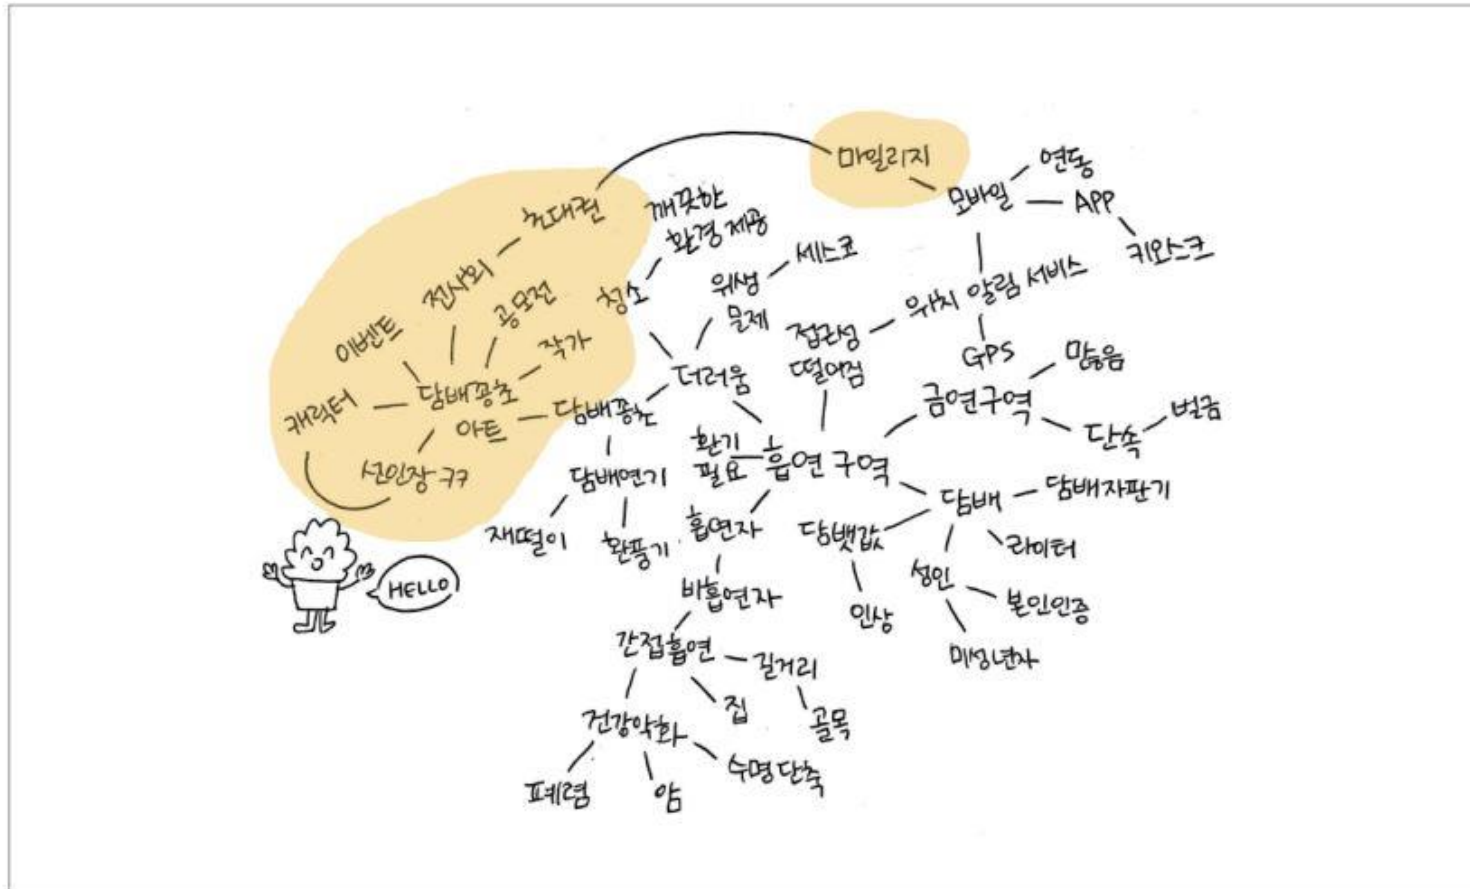 마일리지
연동
모바일
APP
키오스크
초대권
깨끗한
환경 제공
세스코
전시회
위생
문제
위치 알림 서비스
청소
공모전
이벤트
접근성
떨어짐
GPS
많음
작가
더러움
금연구역
벌금
담배꽁초
아트
캐릭터
담배꽁초
단속
환기
필요
흡연 구역
선인장 쿠쿠
담배연기
담배
담배자판기
재떨이
환풍기
흡연자
담뱃값
라이터
성인
HELLO
비흡연자
인상
본인인증
미성년자
간접흡연
길거리
집
골목
건강악화
수명 단축
폐렴
암